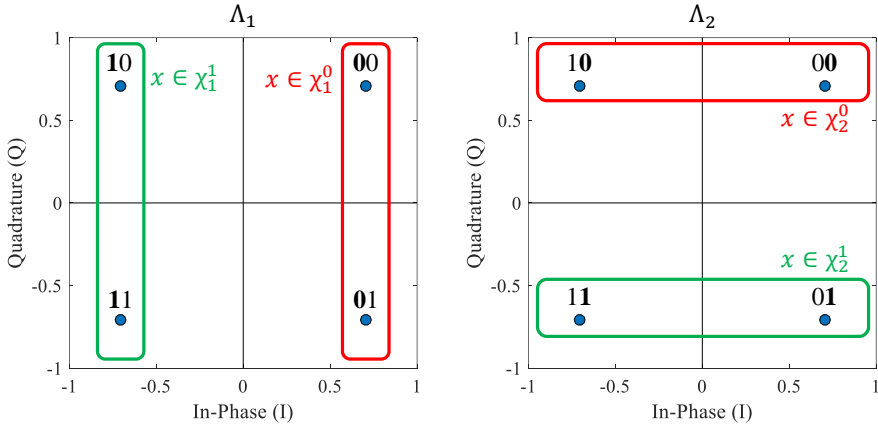 Λ₁
1
0.5
0
-0.5
-1
-1
-0.5
0
0.5
1
Quadrature (Q)
In-Phase (I)
10
00
x ∈ χ₁¹
x ∈ χ₁⁰
11
01
Λ₂
1
0.5
0
-0.5
-1
-1
-0.5
0
0.5
1
Quadrature (Q)
In-Phase (I)
10
00
x ∈ χ₂⁰
x ∈ χ₂¹
11
01